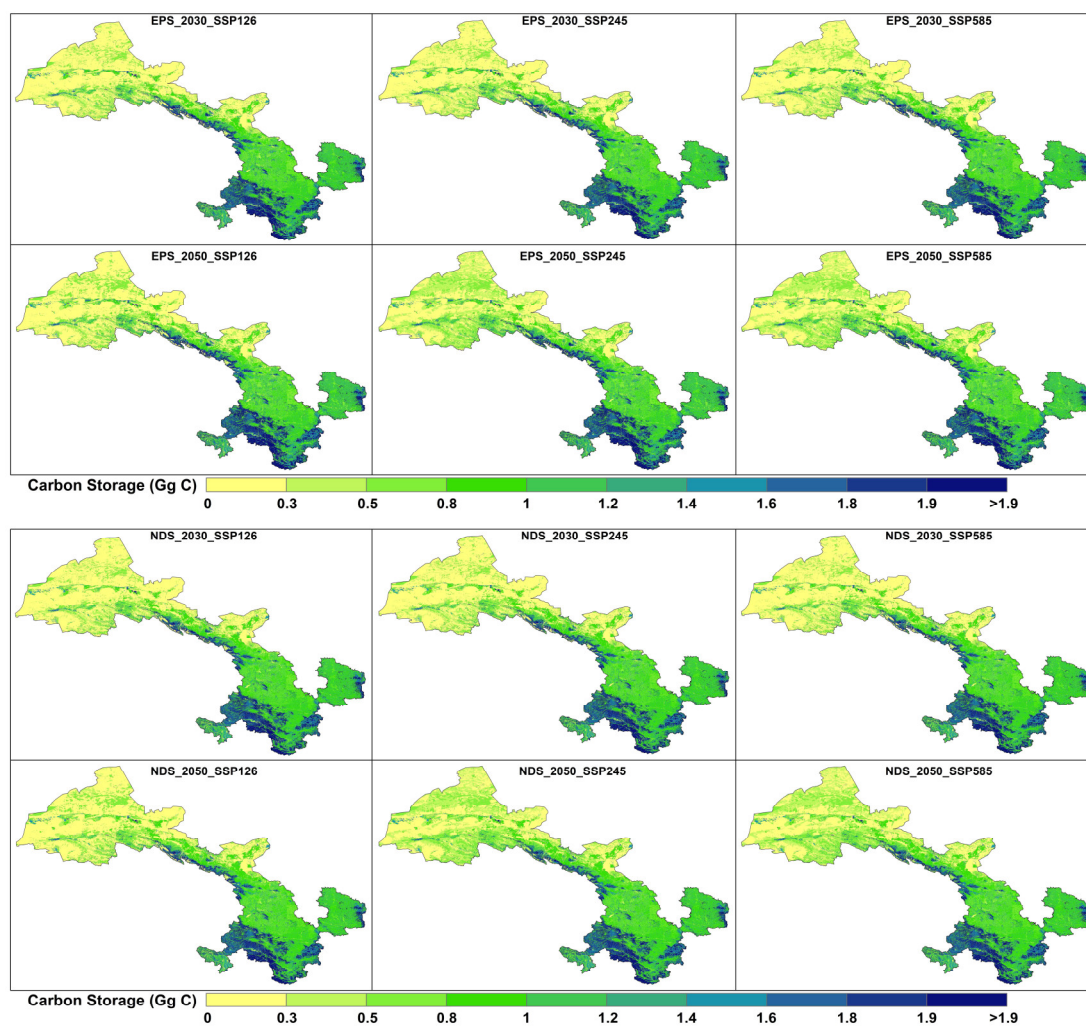 EPS_2030_SSP126 EPS_2030_SSP245 EPS_2030_SSP585
EPS_2050_SSP126 EPS_2050_SSP245 EPS_2050_SSP585
Carbon Storage (Gg C)
0 0.3 0.5 0.8 1 1.2 1.4 1.6 1.8 1.9 >1.9
NDS_2030_SSP126 NDS_2030_SSP245 NDS_2030_SSP585
NDS_2050_SSP126 NDS_2050_SSP245 NDS_2050_SSP585
Carbon Storage (Gg C)
0 0.3 0.5 0.8 1 1.2 1.4 1.6 1.8 1.9 >1.9